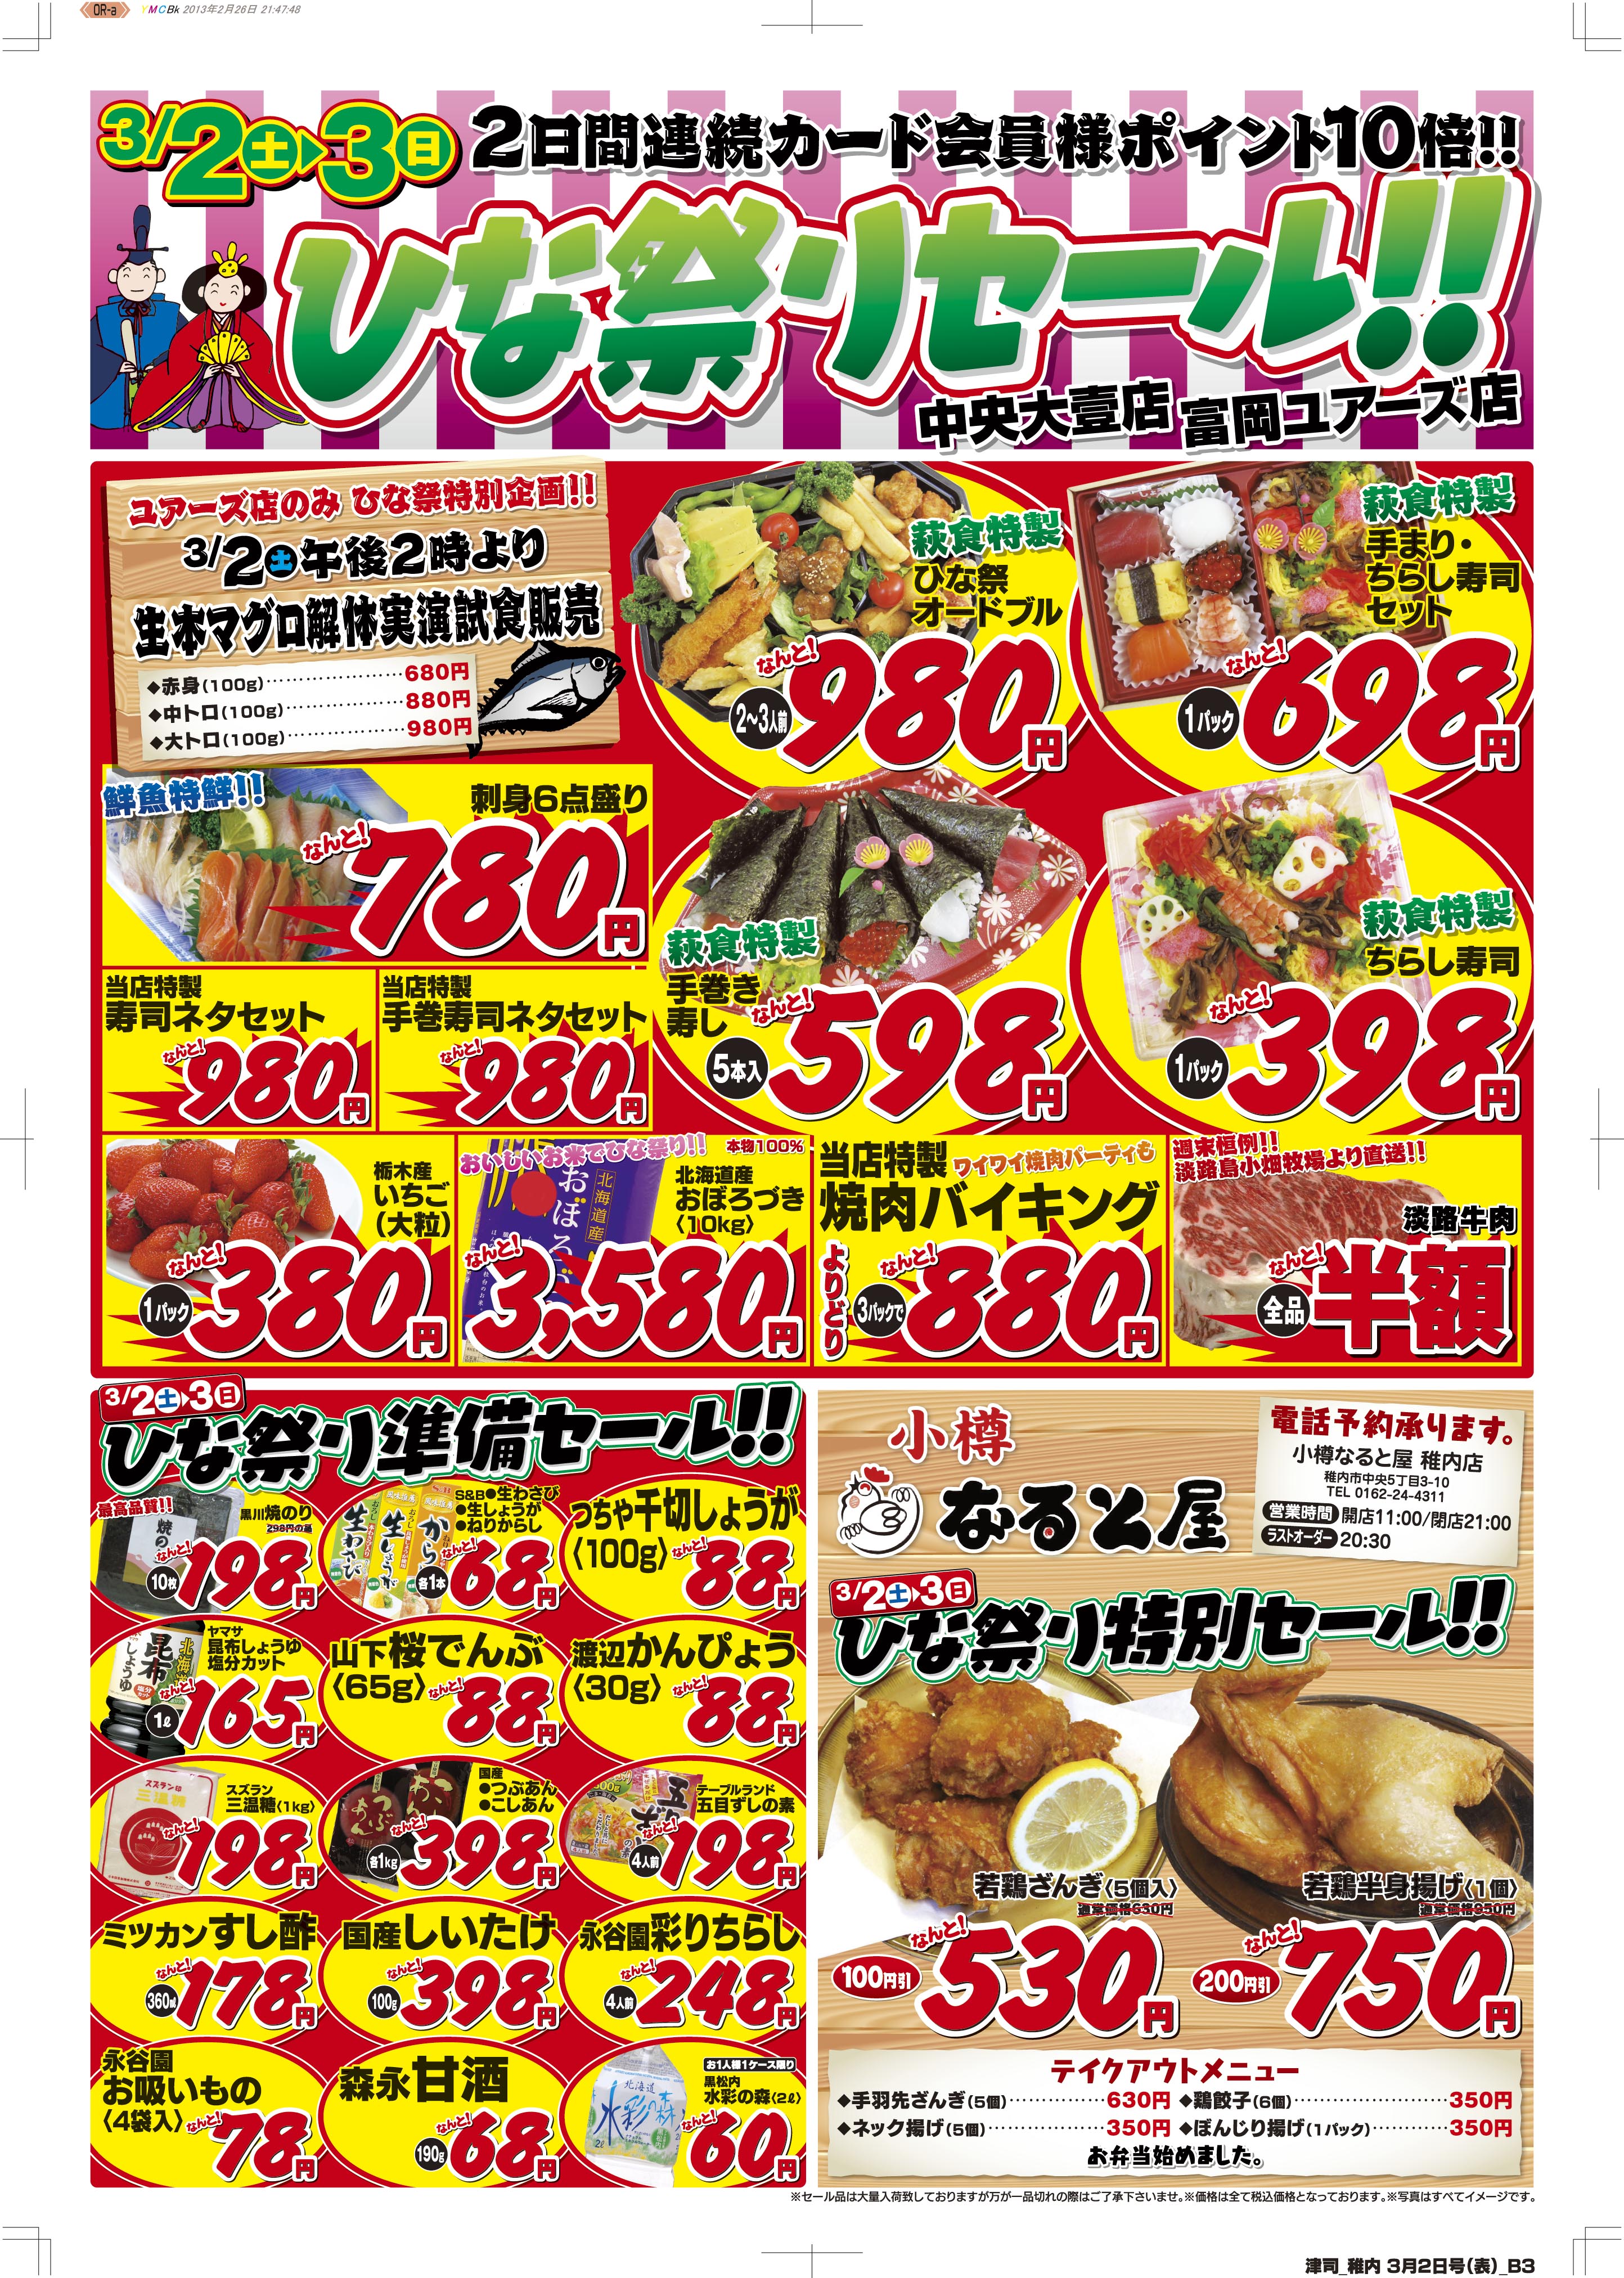 OR-a YMCBk 2013年2月26日 21:47:48
3/2土▶3日 2日間連続カード会員様ポイント10倍!!
ひな祭りセール!!
中央大壹店 富岡ユアーズ店
ユアーズ店のみ ひな祭特別企画!!
3/2土午後2時より
生本マグロ解体実演試食販売
◆赤身(100g)…………………680円
◆中トロ(100g)………………880円
◆大トロ(100g)………………980円
萩食特製
ひな祭
オードブル
2〜3人前 なんと! 980円
萩食特製
手まり・
ちらし寿司
セット
1パック なんと! 698円
鮮魚特鮮!!
刺身6点盛り
なんと! 780円
当店特製
寿司ネタセット
なんと! 980円
当店特製
手巻寿司ネタセット
なんと! 980円
萩食特製
手巻き
寿し
5本入 なんと! 598円
萩食特製
ちらし寿司
1パック なんと! 398円
栃木産
いちご
(大粒)
1パック なんと! 380円
おいしいお米でひな祭り!! 本物100%
北海道産
おぼろづき
〈10kg〉
なんと! 3,580円
当店特製 ワイワイ焼肉パーティも
焼肉バイキング
よりどり 3パックで なんと! 880円
週末恒例!!
淡路島小畑牧場より直送!!
淡路牛肉
全品 なんと! 半額
3/2土▶3日
ひな祭り準備セール!!
最高品質!!
黒川焼のり
298円の品
10枚 なんと! 198円
S&B●生わさび
●生しょうが
●ねりからし
各1本 なんと! 68円
つちや千切しょうが
〈100g〉 なんと! 88円
ヤマサ
昆布しょうゆ
塩分カット
1ℓ なんと! 165円
山下桜でんぶ
〈65g〉 なんと! 88円
渡辺かんぴょう
〈30g〉 なんと! 88円
スズラン
三温糖〈1kg〉
なんと! 198円
国産
●つぶあん
●こしあん
各1kg なんと! 398円
テーブルランド
五目ずしの素
4人前 なんと! 198円
ミツカンすし酢
360㎖ なんと! 178円
国産しいたけ
100g なんと! 398円
永谷園彩りちらし
4人前 なんと! 248円
永谷園
お吸いもの
〈4袋入〉 なんと! 78円
森永甘酒
190g なんと! 68円
お1人様1ケース限り
黒松内
水彩の森〈2ℓ〉
なんと! 60円
小樽
なると屋
電話予約承ります。
小樽なると屋 稚内店
稚内市中央5丁目3-10
TEL 0162-24-4311
営業時間 開店11:00/閉店21:00
ラストオーダー 20:30
3/2土▶3日
ひな祭り特別セール!!
若鶏ざんぎ〈5個入〉
通常価格630円
100円引 なんと! 530円
若鶏半身揚げ〈1個〉
通常価格950円
200円引 なんと! 750円
テイクアウトメニュー
◆手羽先ざんぎ(5個)……………630円 ◆鶏餃子(6個)……………………350円
◆ネック揚げ(5個)………………350円 ◆ぼんじり揚げ(1パック)…………350円
お弁当始めました。
※セール品は大量入荷致しておりますが万が一品切れの際はご了承下さいませ。※価格は全て税込価格となっております。※写真はすべてイメージです。
津司_稚内 3月2日号(表)_B3